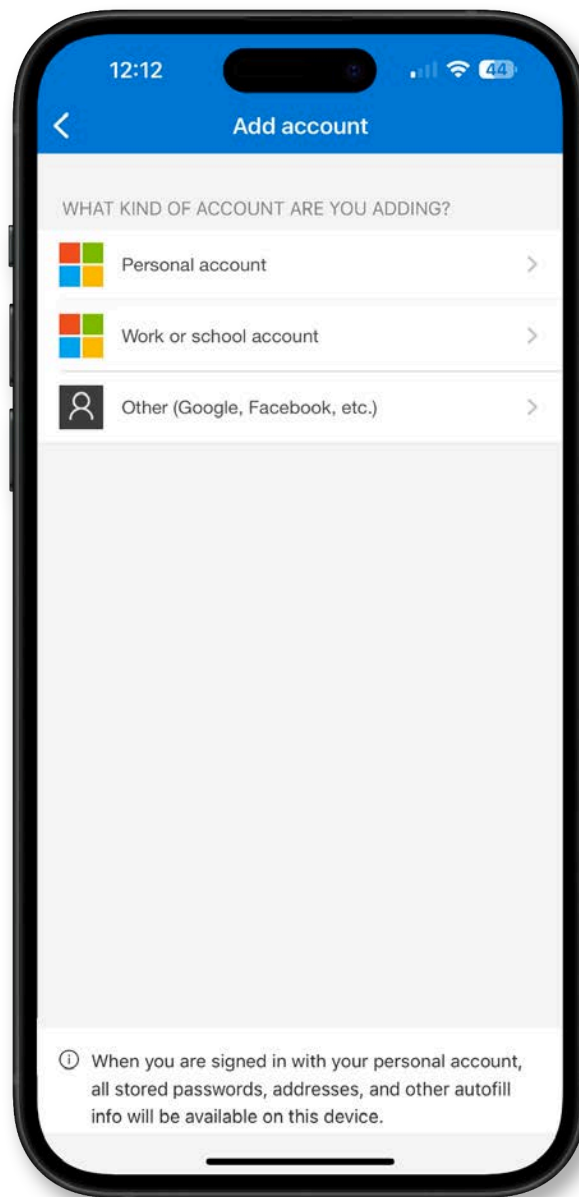 12:12
44
Add account
WHAT KIND OF ACCOUNT ARE YOU ADDING?
Personal account
Work or school account
Other (Google, Facebook, etc.)
When you are signed in with your personal account,
all stored passwords, addresses, and other autofill
info will be available on this device.